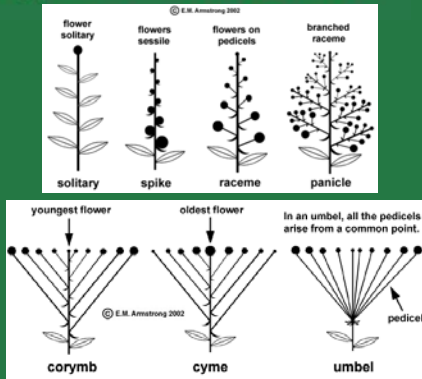 © E.M. Armstrong 2002
flower
solitary
flowers
sessile
flowers on
pedicels
branched
raceme
solitary
spike
raceme
panicle
youngest flower
oldest flower
In an umbel, all the pedicels
arise from a common point.
© E.M. Armstrong 2002
pedicel
corymb
cyme
umbel